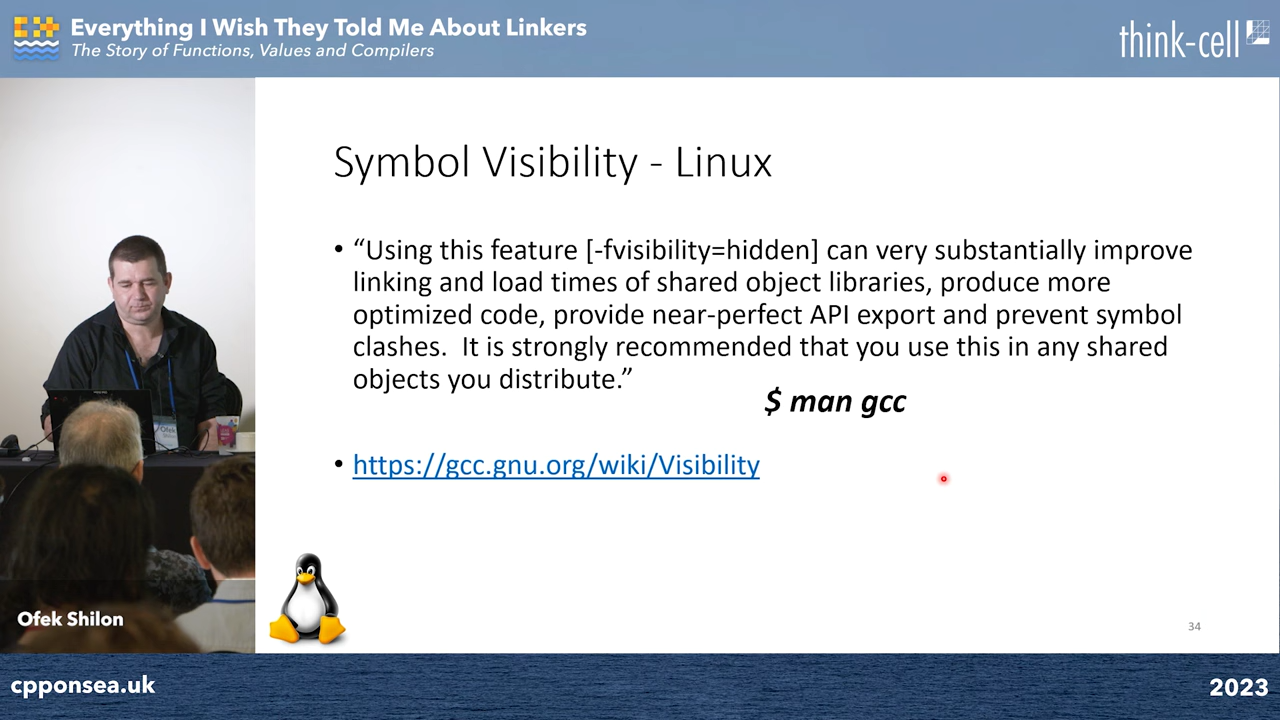 Everything I Wish They Told Me About Linkers
The Story of Functions, Values and Compilers
think-cell
Symbol Visibility - Linux
• “Using this feature [-fvisibility=hidden] can very substantially improve
linking and load times of shared object libraries, produce more
optimized code, provide near-perfect API export and prevent symbol
clashes.  It is strongly recommended that you use this in any shared
objects you distribute.”
$ man gcc
• https://gcc.gnu.org/wiki/Visibility
Ofek
Ofek Shilon
34
cpponsea.uk
2023